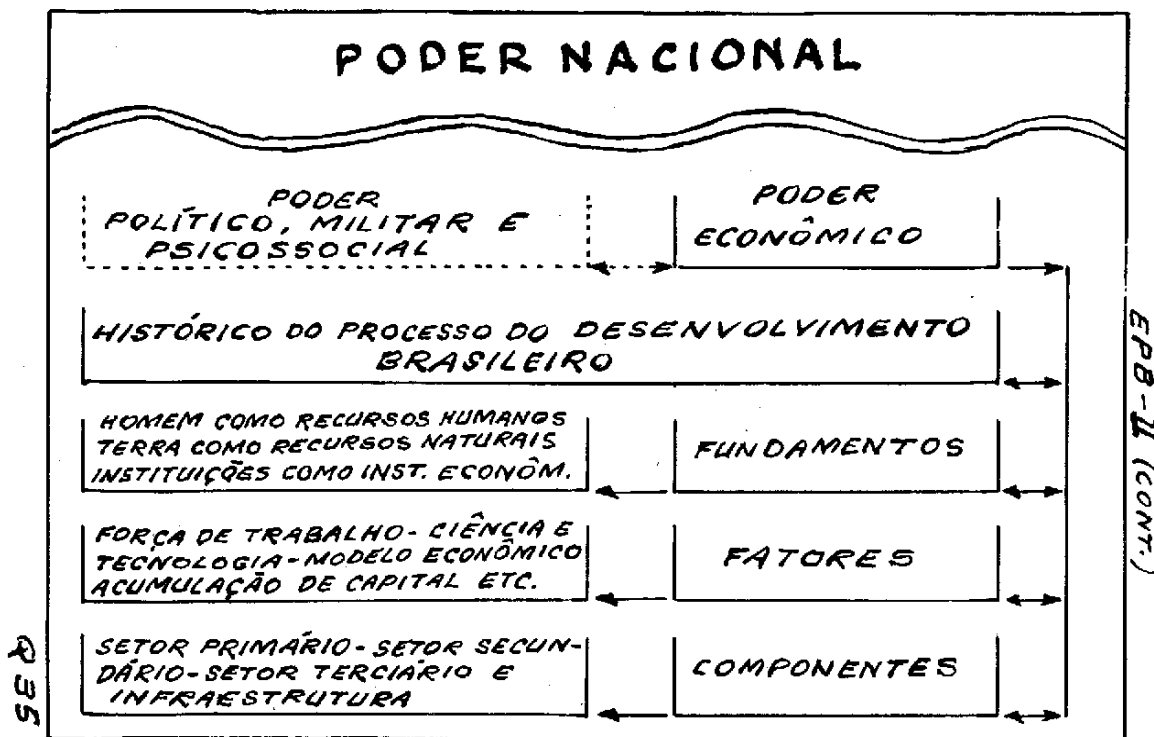 PODER NACIONAL
PODER
POLÍTICO, MILITAR E
PSICOSSOCIAL
PODER
ECONÔMICO
HISTÓRICO DO PROCESSO DO DESENVOLVIMENTO
BRASILEIRO
HOMEM COMO RECURSOS HUMANOS
TERRA COMO RECURSOS NATURAIS
INSTITUIÇÕES COMO INST. ECONÔM.
FUNDAMENTOS
FORÇA DE TRABALHO - CIÊNCIA E
TECNOLOGIA - MODELO ECONÔMICO
ACUMULAÇÃO DE CAPITAL ETC.
FATORES
SETOR PRIMÁRIO - SETOR SECUN-
DÁRIO - SETOR TERCIÁRIO E
INFRAESTRUTURA
COMPONENTES
EPB-II (CONT.)
Q 35